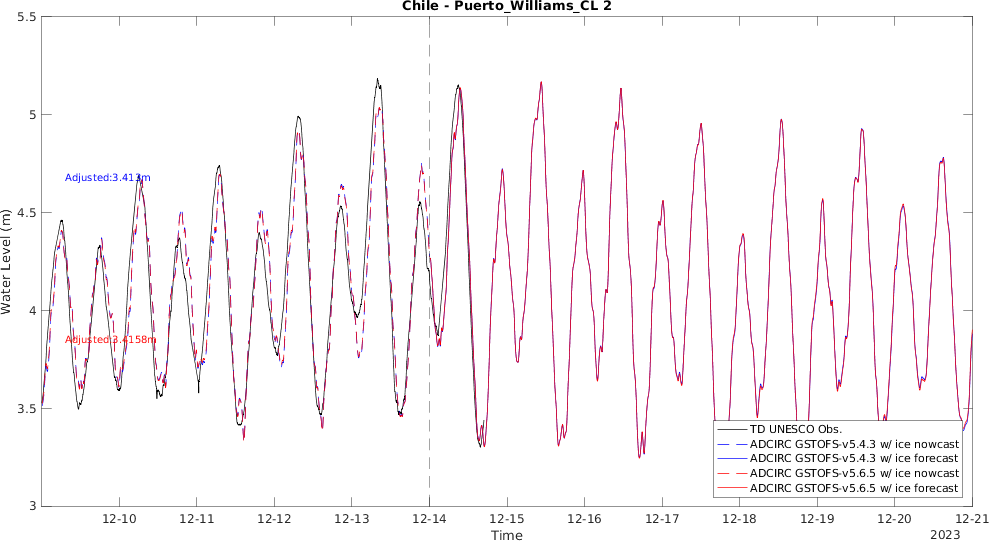 Chile - Puerto_Williams_CL 2
5.5
5
4.5
4
3.5
3
Water Level (m)
Adjusted:3.413m
Adjusted:3.4158m
TD UNESCO Obs.
ADCIRC GSTOFS-v5.4.3 w/ ice nowcast
ADCIRC GSTOFS-v5.4.3 w/ ice forecast
ADCIRC GSTOFS-v5.6.5 w/ ice nowcast
ADCIRC GSTOFS-v5.6.5 w/ ice forecast
12-10 12-11 12-12 12-13 12-14 12-15 12-16 12-17 12-18 12-19 12-20 12-21
Time
2023